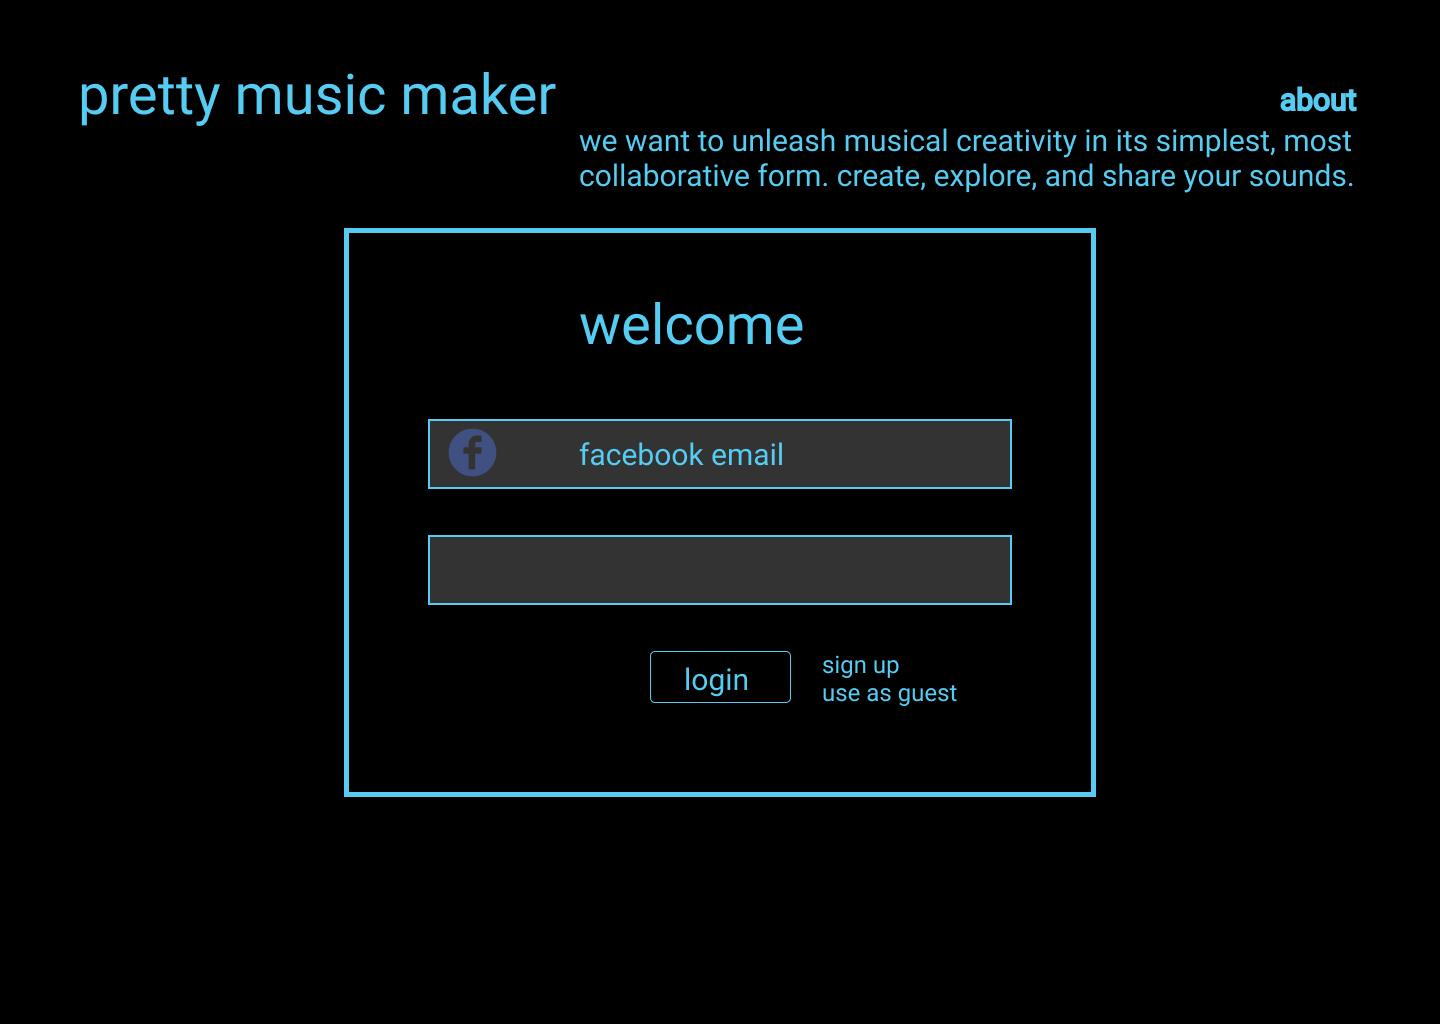 pretty music maker
about
we want to unleash musical creativity in its simplest, most
collaborative form. create, explore, and share your sounds.
welcome
facebook email
login
sign up
use as guest